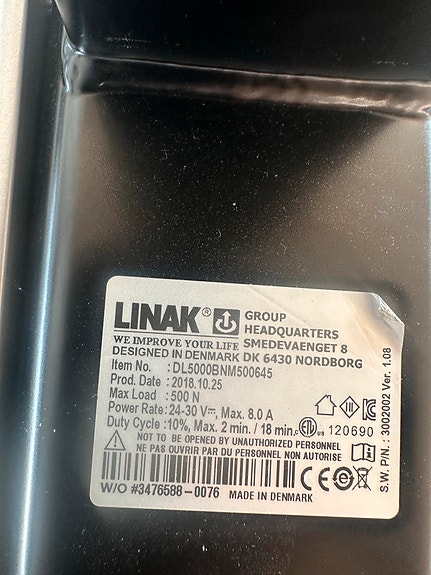 LINAK® GROUP
HEADQUARTERS
WE IMPROVE YOUR LIFE SMEDEVAENGET 8
DESIGNED IN DENMARK DK 6430 NORDBORG
Item No. : DL5000BNM500645
Prod. Date : 2018.10.25
Max Load : 500 N
Power Rate : 24-30 V⎓, Max. 8.0 A
Duty Cycle : 10%, Max. 2 min. / 18 min.
c ETL us 120690
NOT TO BE OPENED BY UNAUTHORIZED PERSONNEL
NE PAS OUVRIR PAR DU PERSONNEL NON AUTORISE
W/O #3476588-0076 MADE IN DENMARK
CE
S.W. P/N.: 3002002 Ver. 1.08